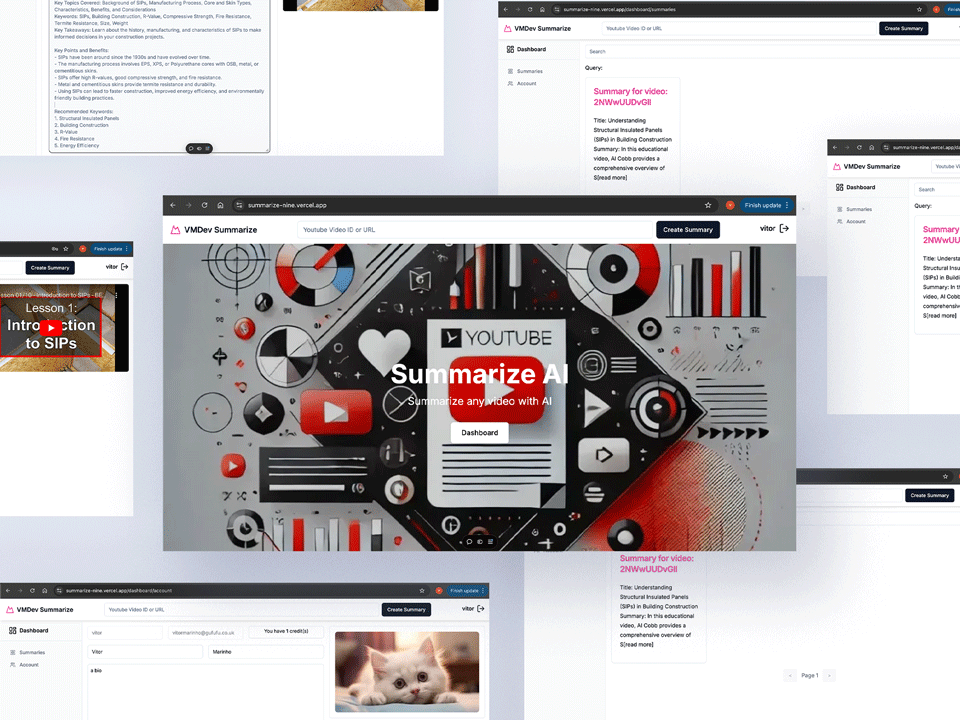 Key Topics Covered: Background of SIPs, Manufacturing Process, Core and Skin Types,
Characteristics, Benefits, and Considerations
Keywords: SIPs, Building Construction, R-Value, Compressive Strength, Fire Resistance,
Termite Resistance, Size, Weight
Key Takeaways: Learn about the history, manufacturing, and characteristics of SIPs to make
informed decisions in your construction projects.
Key Points and Benefits:
- SIPs have been around since the 1930s and have evolved over time.
- The manufacturing process involves EPS, XPS, or Polyurethane cores with OSB, metal, or
cementitious skins.
- SIPs offer high R-values, good compressive strength, and fire resistance.
- Metal and cementitious skins provide termite resistance and durability.
- Using SIPs can lead to faster construction, improved energy efficiency, and environmentally
friendly building practices.
Recommended Keywords:
1. Structural Insulated Panels
2. Building Construction
3. R-Value
4. Fire Resistance
5. Energy Efficiency
summarize-nine.vercel.app/dashboard/summaries
Finish
VMDev Summarize
Youtube Video ID or URL
Create Summary
Dashboard
Search
Summaries
Account
Query:
Summary for video:
2NWwUUDvGII
Title: Understanding
Structural Insulated Panels
(SIPs) in Building Construction
Summary: In this educational
video, AI Cobb provides a
comprehensive overview of
S[read more]
summarize-nine.vercel.app/da
VMDev Summarize
Youtube Vi
Dashboard
Search
Summaries
Account
Query:
Summary
2NWwUU
Title: Understa
Structural Insul
(SIPs) in Buildi
Summary: In th
video, AI Cobb
comprehensive
S[read more]
Finish update
Create Summary
vitor
Lesson 01/10 - Introduction to SIPs - BE
Lesson 1:
Introduction
to SIPs
summarize-nine.vercel.app
Finish update
VMDev Summarize
Youtube Video ID or URL
Create Summary
vitor
YOUTUBE
Summarize AI
Summarize any video with AI
Dashboard
Create Summary
Summary for video:
2NWwUUDvGII
Title: Understanding
Structural Insulated Panels
(SIPs) in Building Construction
Summary: In this educational
video, AI Cobb provides a
comprehensive overview of
S[read more]
Page 1
summarize-nine.vercel.app/dashboard/account
Finish update
VMDev Summarize
Youtube Video ID or URL
Create Summary
vitor
Dashboard
Summaries
Account
vitor
vitormarinho@gufufu.co.uk
You have 1 credit(s)
Vitor
Marinho
a bio